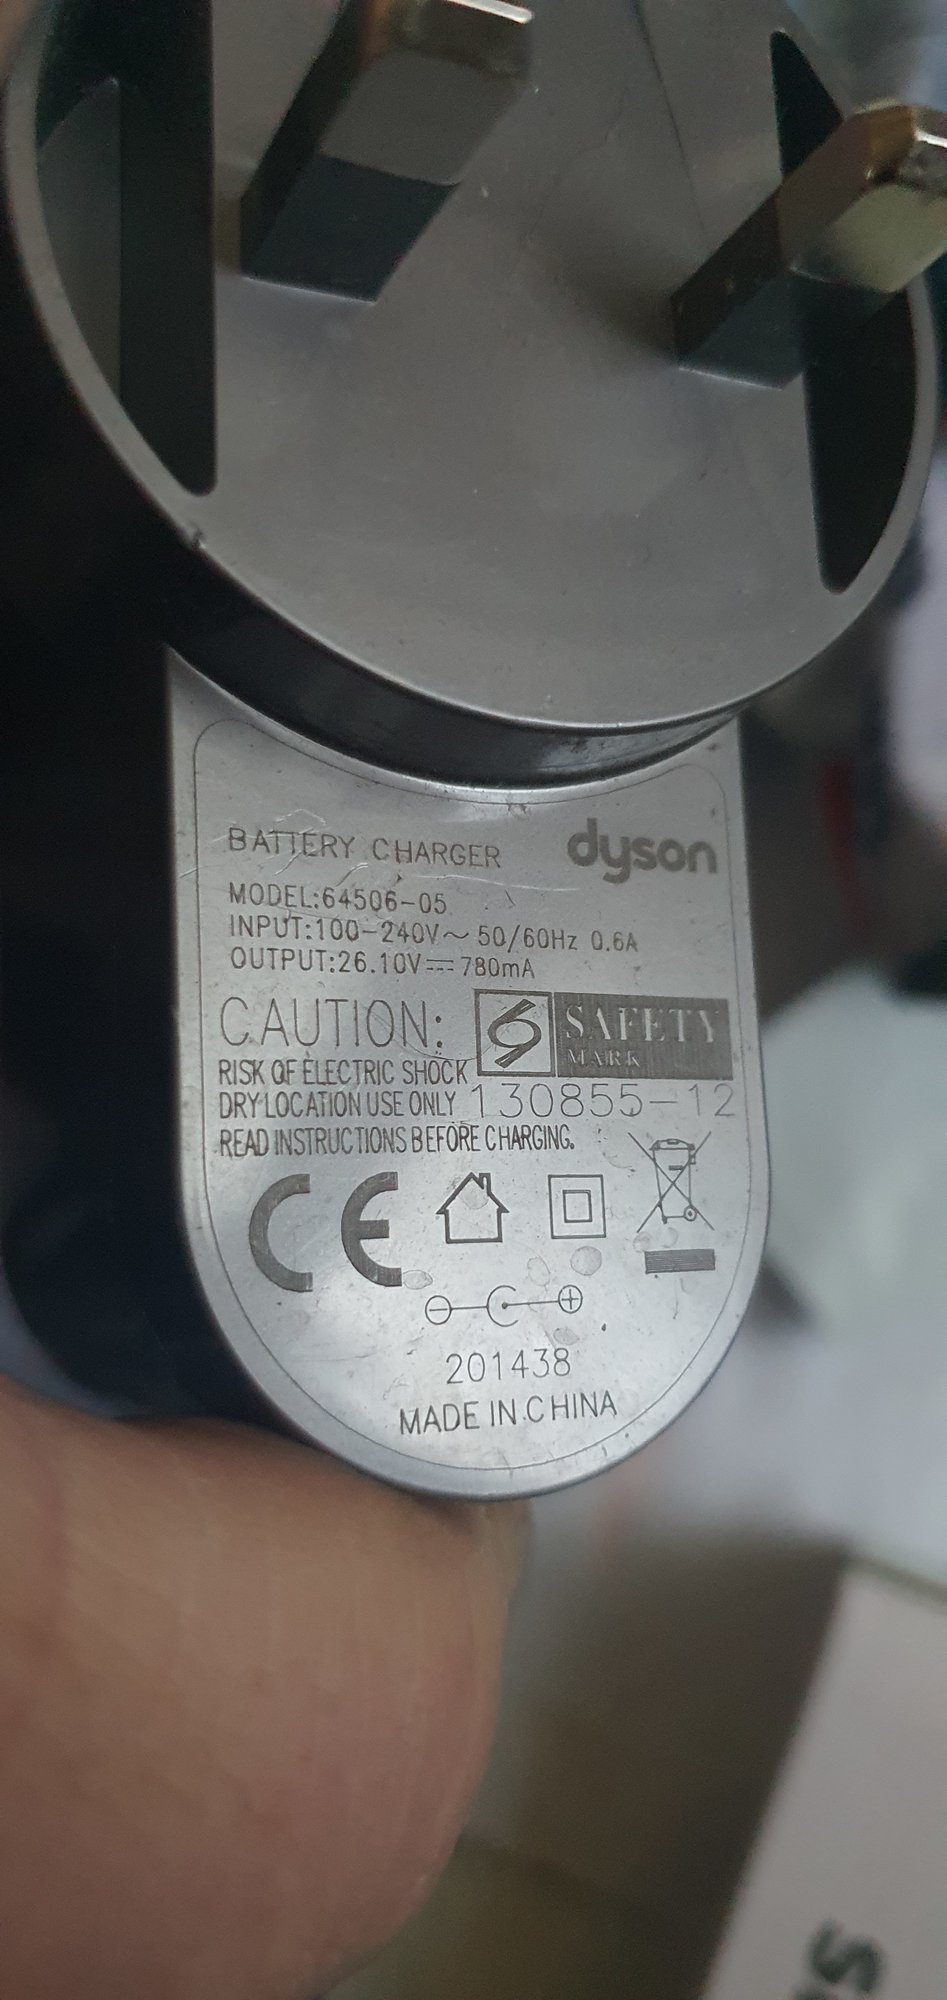 BATTERY CHARGER dyson
MODEL:64506-05
INPUT:100-240V~ 50/60Hz 0.6A
OUTPUT:26.10V⎓780mA
CAUTION: SAFETY MARK
RISK OF ELECTRIC SHOCK
DRY LOCATION USE ONLY 130855-12
READ INSTRUCTIONS BEFORE CHARGING.
CE
201438
MADE IN CHINA